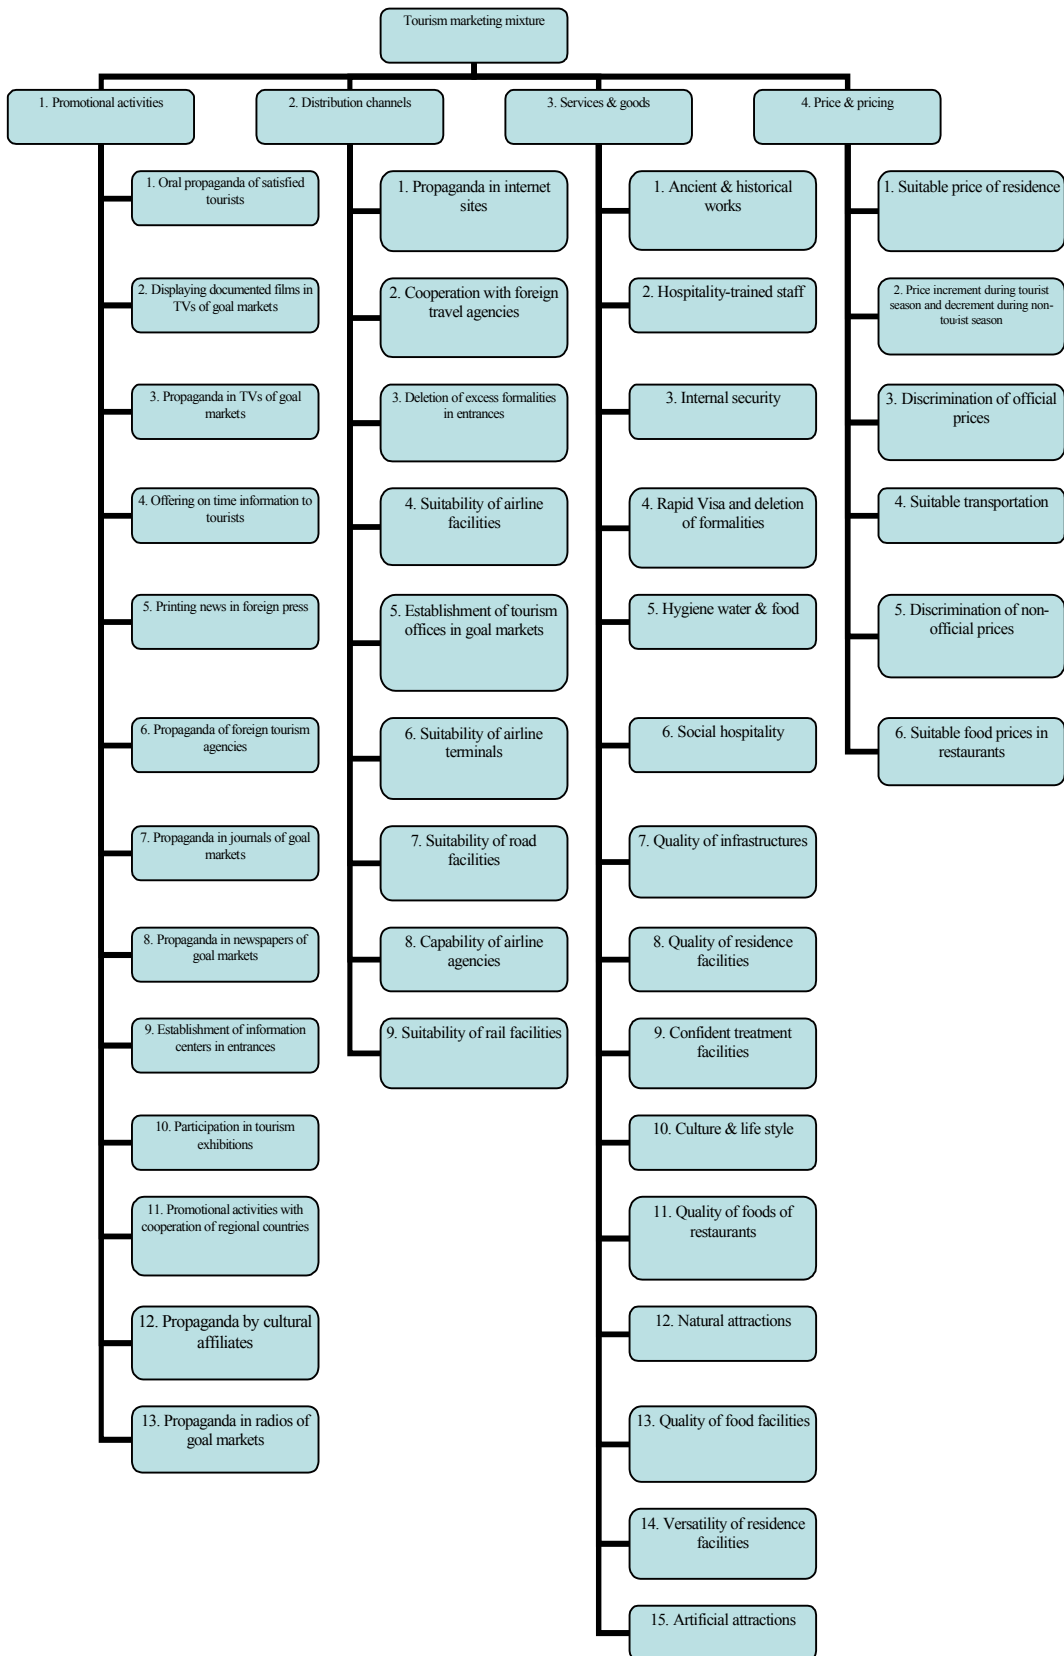 Tourism marketing mixture
1. Promotional activities
2. Distribution channels
3. Services & goods
4. Price & pricing
1. Oral propaganda of satisfied
tourists
2. Displaying documented films in
TVs of goal markets
3. Propaganda in TVs of goal
markets
4. Offering on time information to
tourists
5. Printing news in foreign press
6. Propaganda of foreign tourism
agencies
7. Propaganda in journals of goal
markets
8. Propaganda in newspapers of
goal markets
9. Establishment of information
centers in entrances
10. Participation in tourism
exhibitions
11. Promotional activities with
cooperation of regional countries
12. Propaganda by cultural
affiliates
13. Propaganda in radios of
goal markets
1. Propaganda in internet
sites
2. Cooperation with foreign
travel agencies
3. Deletion of excess formalities
in entrances
4. Suitability of airline
facilities
5. Establishment of tourism
offices in goal markets
6. Suitability of airline
terminals
7. Suitability of road
facilities
8. Capability of airline
agencies
9. Suitability of rail facilities
1. Ancient & historical
works
2. Hospitality-trained staff
3. Internal security
4. Rapid Visa and deletion
of formalities
5. Hygiene water & food
6. Social hospitality
7. Quality of infrastructures
8. Quality of residence
facilities
9. Confident treatment
facilities
10. Culture & life style
11. Quality of foods of
restaurants
12. Natural attractions
13. Quality of food facilities
14. Versatility of residence
facilities
15. Artificial attractions
1. Suitable price of residence
2. Price increment during tourist
season and decrement during non-
tourist season
3. Discrimination of official
prices
4. Suitable transportation
5. Discrimination of non-
official prices
6. Suitable food prices in
restaurants